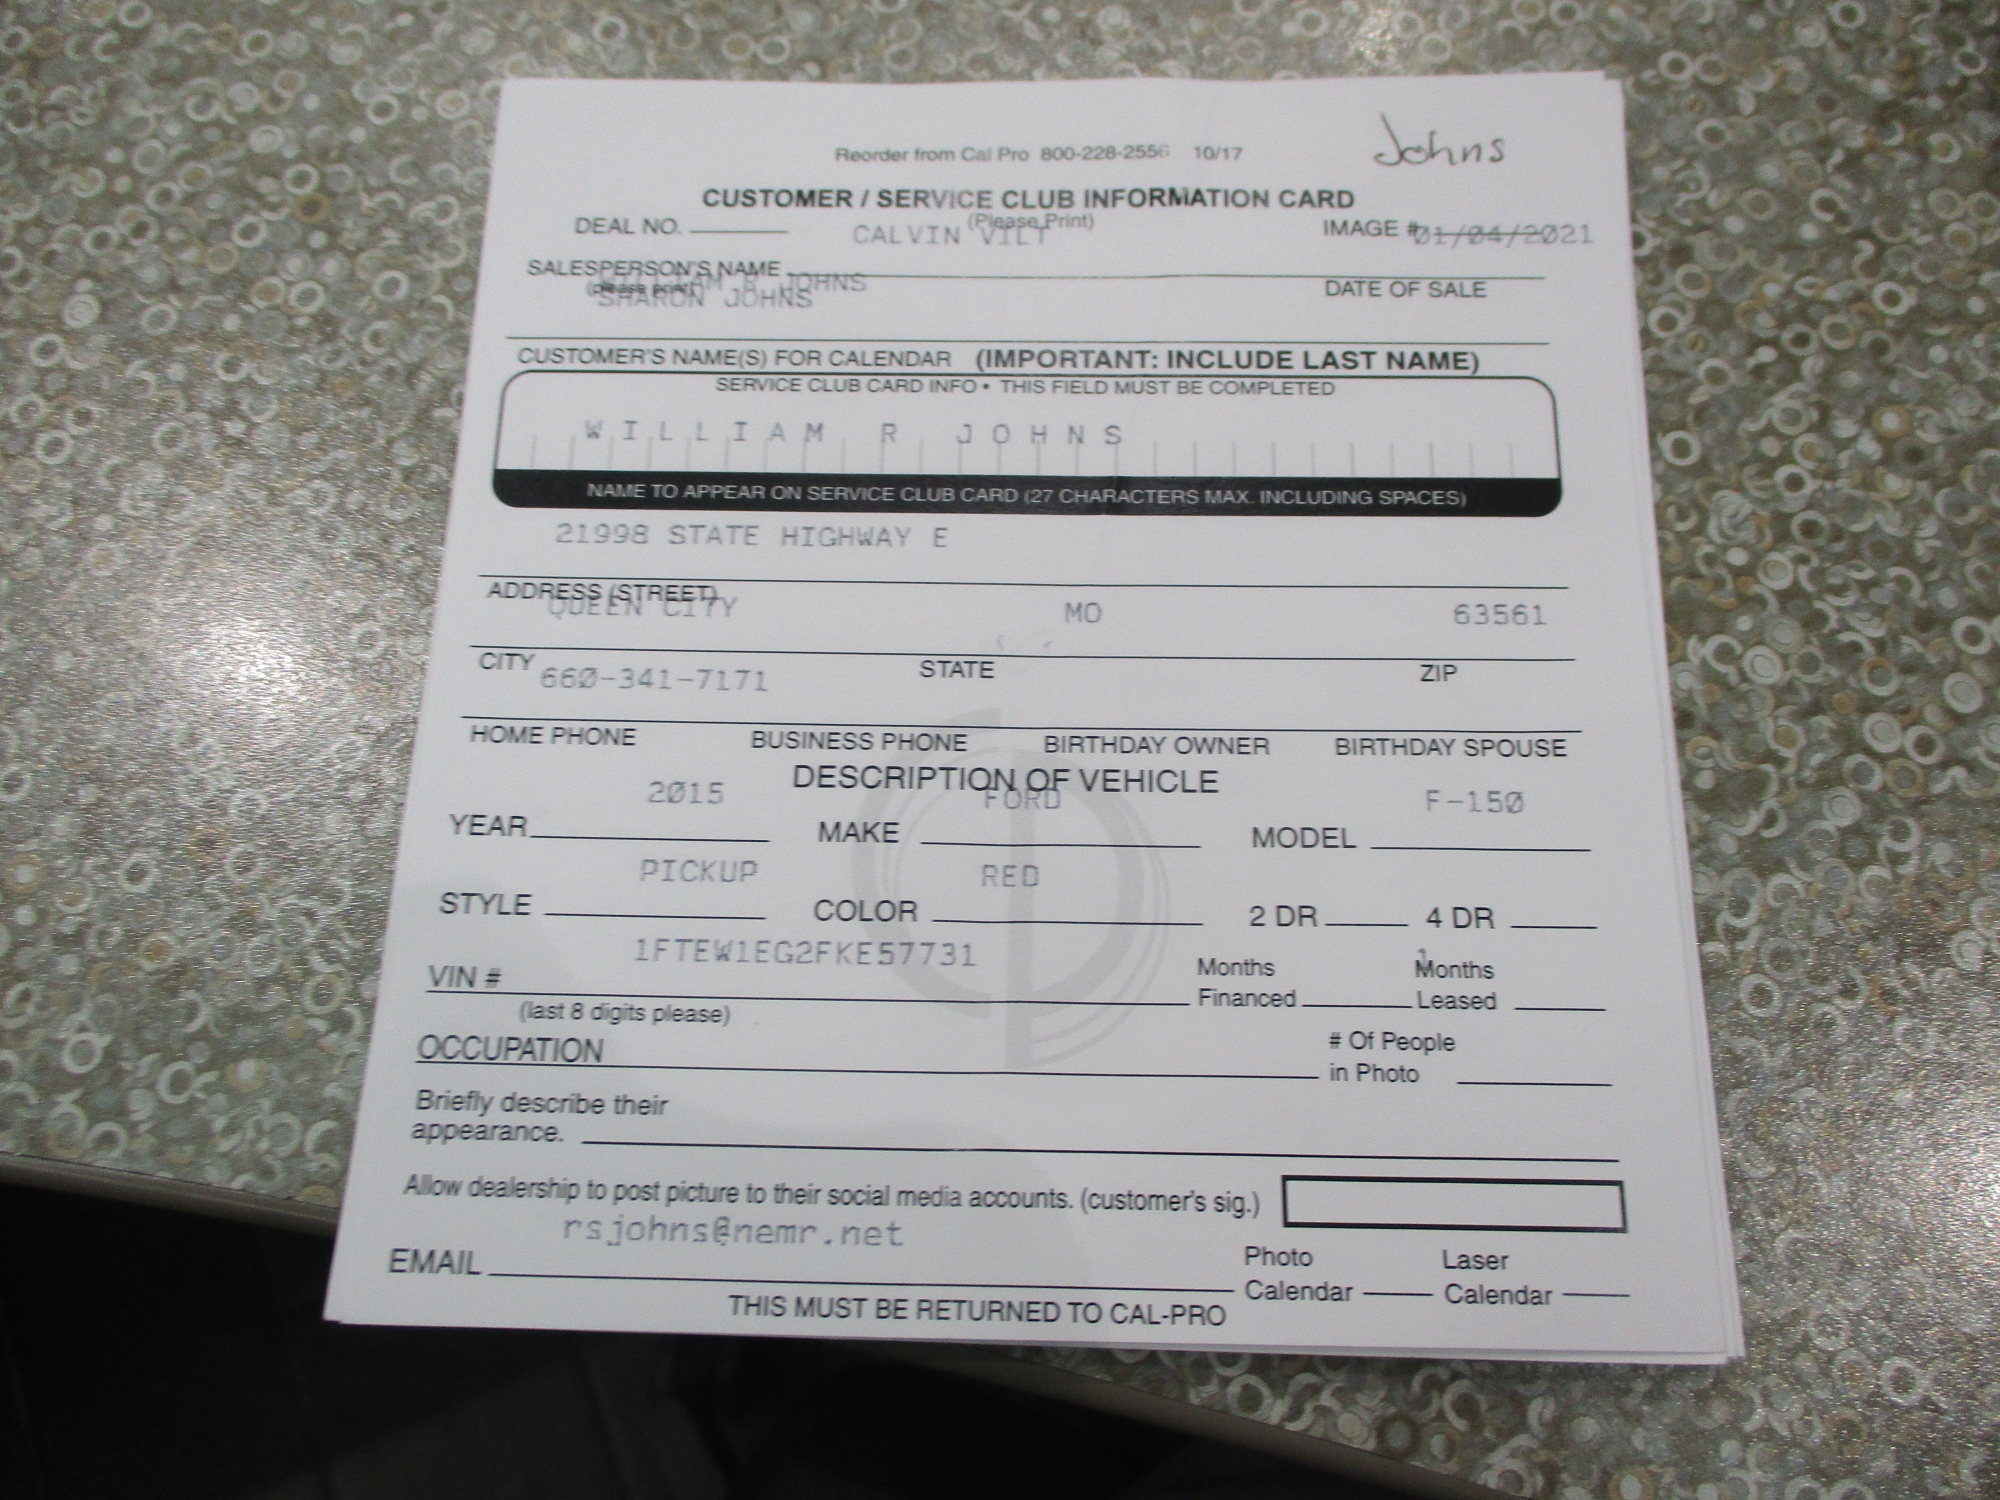 Johns
Reorder from Cal Pro 800-228-2556 10/17
CUSTOMER / SERVICE CLUB INFORMATION CARD
(Please Print)
DEAL NO. CALVIN VILT IMAGE # 01/04/2021
SALESPERSON'S NAME
(please print) WILLIAM R JOHNS DATE OF SALE
SHARON JOHNS
CUSTOMER'S NAME(S) FOR CALENDAR (IMPORTANT: INCLUDE LAST NAME)
SERVICE CLUB CARD INFO • THIS FIELD MUST BE COMPLETED
WILLIAM R JOHNS
NAME TO APPEAR ON SERVICE CLUB CARD (27 CHARACTERS MAX. INCLUDING SPACES)
21998 STATE HIGHWAY E
ADDRESS (STREET)
QUEEN CITY MO 63561
CITY STATE ZIP
660-341-7171
HOME PHONE BUSINESS PHONE BIRTHDAY OWNER BIRTHDAY SPOUSE
DESCRIPTION OF VEHICLE
2015 FORD F-150
YEAR MAKE MODEL
PICKUP RED
STYLE COLOR 2 DR 4 DR
1FTEW1EG2FKE57731 1
VIN # Months Financed Months Leased
(last 8 digits please)
OCCUPATION # Of People in Photo
Briefly describe their
appearance.
Allow dealership to post picture to their social media accounts. (customer's sig.)
rsjohns@nemr.net
EMAIL Photo Calendar Laser Calendar
THIS MUST BE RETURNED TO CAL-PRO